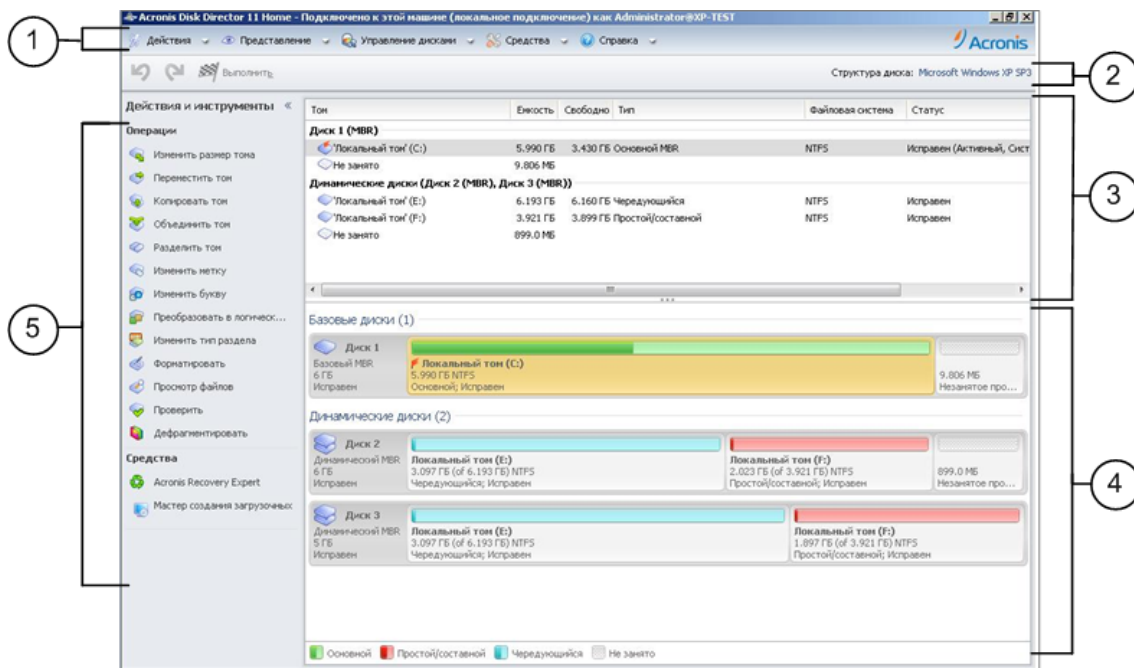 Acronis Disk Director 11 Home - Подключено к этой машине (локальное подключение) как Administrator@XP-TEST
1
Действия Представление Управление дисками Средства Справка
Acronis
Выполнить
Структура диска: Microsoft Windows XP SP3
2
Действия и инструменты «
Том Емкость Свободно Тип Файловая система Статус
5
Операции
Изменить размер тома
Переместить том
Копировать том
Объединить том
Разделить том
Изменить метку
Изменить букву
Преобразовать в логическ...
Изменить тип раздела
Форматировать
Просмотр файлов
Проверить
Дефрагментировать
Средства
Acronis Recovery Expert
Мастер создания загрузочных
Диск 1 (MBR)
'Локальный том' (C:) 5.990 ГБ 3.430 ГБ Основной MBR NTFS Исправен (Активный, Сист
Не занято 9.806 МБ
Динамические диски (Диск 2 (MBR), Диск 3 (MBR))
'Локальный том' (E:) 6.193 ГБ 6.160 ГБ Чередующийся NTFS Исправен
'Локальный том' (F:) 3.921 ГБ 3.899 ГБ Простой/составной NTFS Исправен
Не занято 899.0 МБ
3
Базовые диски (1)
Диск 1
Базовый MBR
6 ГБ
Исправен
Локальный том (C:)
5.990 ГБ NTFS
Основной; Исправен
9.806 МБ
Незанятое про...
Динамические диски (2)
Диск 2
Динамический MBR
6 ГБ
Исправен
Локальный том (E:)
3.097 ГБ (of 6.193 ГБ) NTFS
Чередующийся; Исправен
Локальный том (F:)
2.023 ГБ (of 3.921 ГБ) NTFS
Простой/составной; Исправен
899.0 МБ
Незанятое про...
4
Диск 3
Динамический MBR
5 ГБ
Исправен
Локальный том (E:)
3.097 ГБ (of 6.193 ГБ) NTFS
Чередующийся; Исправен
Локальный том (F:)
1.897 ГБ (of 3.921 ГБ) NTFS
Простой/составной; Исправен
Основной Простой/составной Чередующийся Не занято